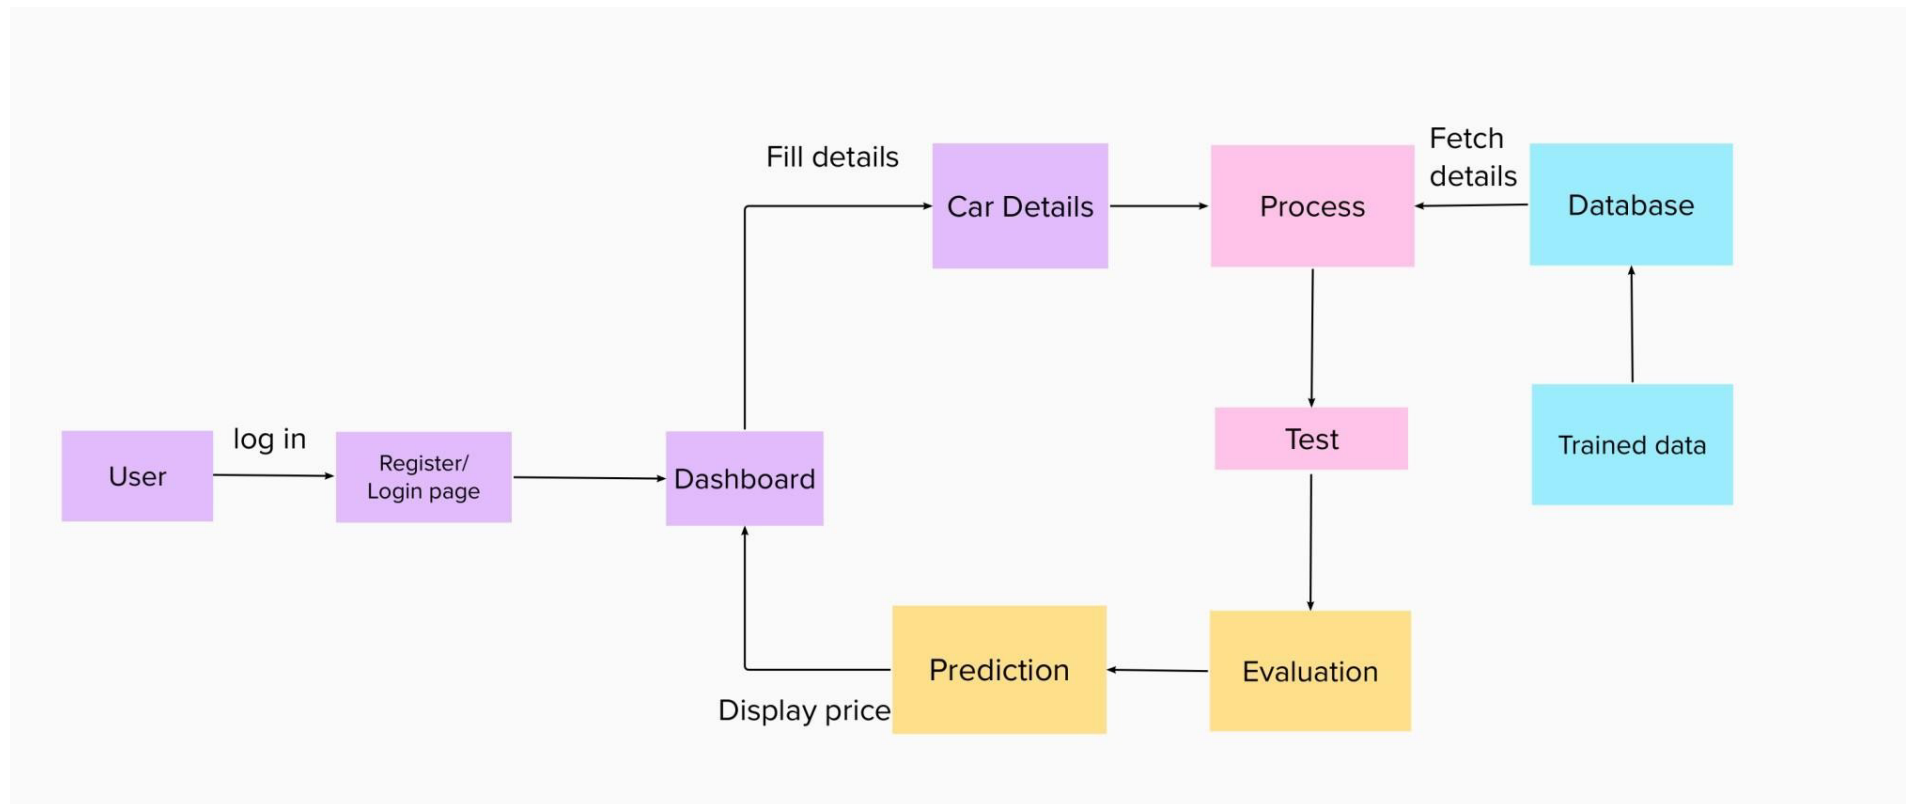 Fetch
details
Fill details
Car Details
Process
Database
log in
User
Register/
Login page
Dashboard
Test
Trained data
Prediction
Evaluation
Display price